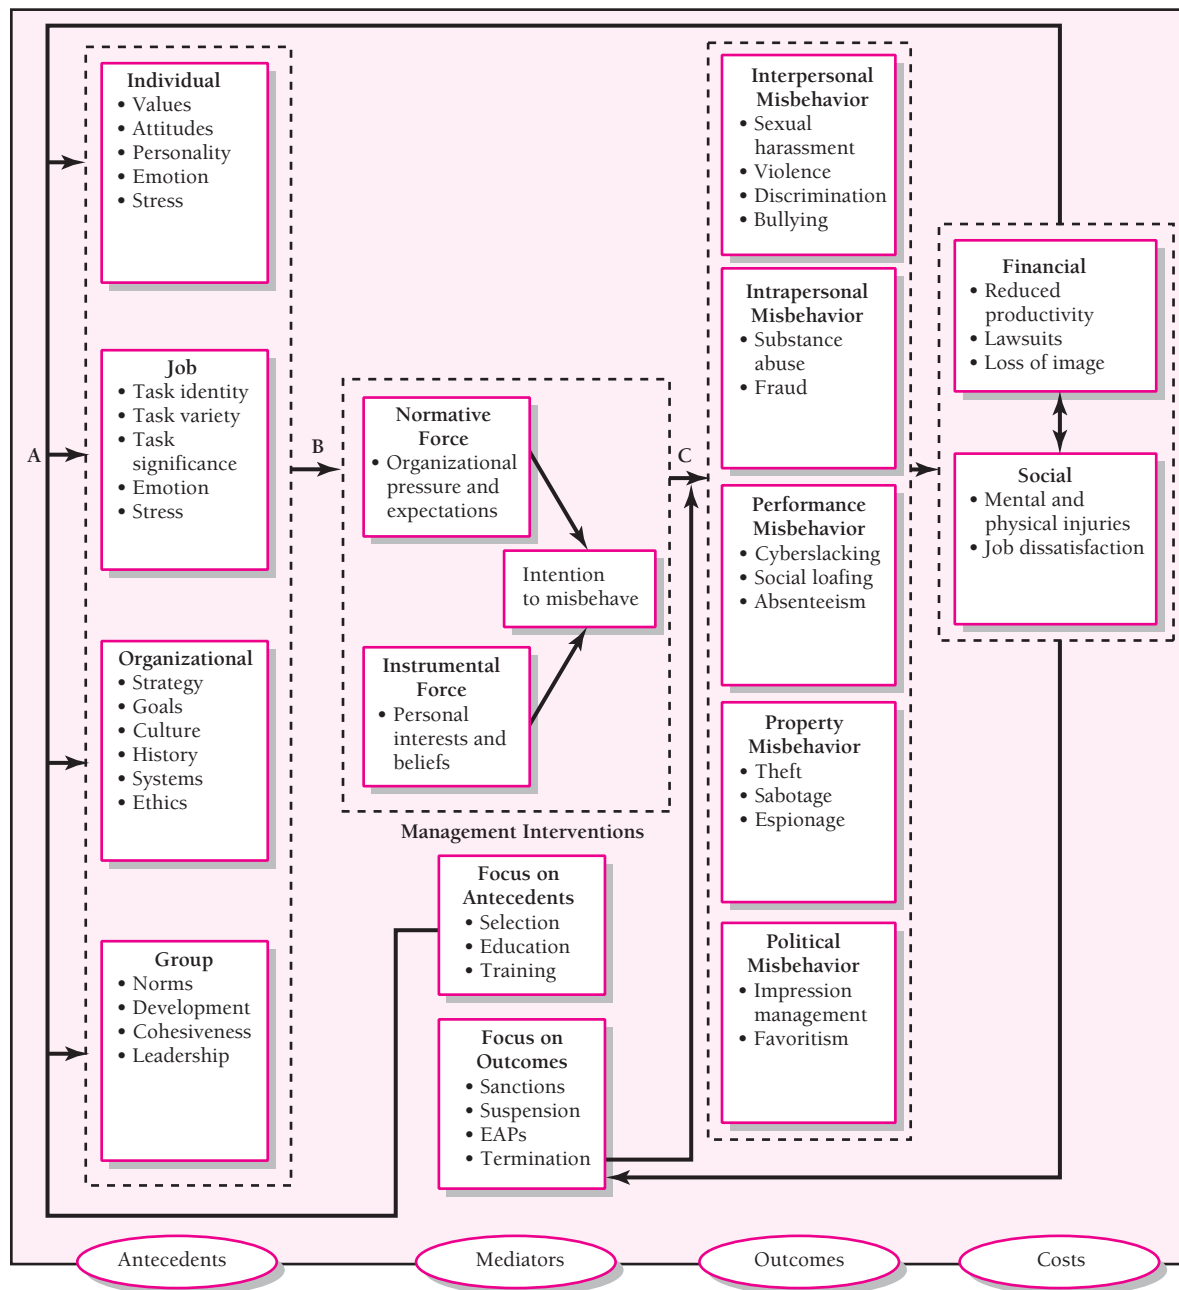 Individual
• Values
• Attitudes
• Personality
• Emotion
• Stress
Job
• Task identity
• Task variety
• Task
significance
• Emotion
• Stress
Organizational
• Strategy
• Goals
• Culture
• History
• Systems
• Ethics
Group
• Norms
• Development
• Cohesiveness
• Leadership
A
B
Normative
Force
• Organizational
pressure and
expectations
Intention
to misbehave
Instrumental
Force
• Personal
interests and
beliefs
Management Interventions
Focus on
Antecedents
• Selection
• Education
• Training
Focus on
Outcomes
• Sanctions
• Suspension
• EAPs
• Termination
C
Interpersonal
Misbehavior
• Sexual
harassment
• Violence
• Discrimination
• Bullying
Intrapersonal
Misbehavior
• Substance
abuse
• Fraud
Performance
Misbehavior
• Cyberslacking
• Social loafing
• Absenteeism
Property
Misbehavior
• Theft
• Sabotage
• Espionage
Political
Misbehavior
• Impression
management
• Favoritism
Financial
• Reduced
productivity
• Lawsuits
• Loss of image
Social
• Mental and
physical injuries
• Job dissatisfaction
Antecedents
Mediators
Outcomes
Costs